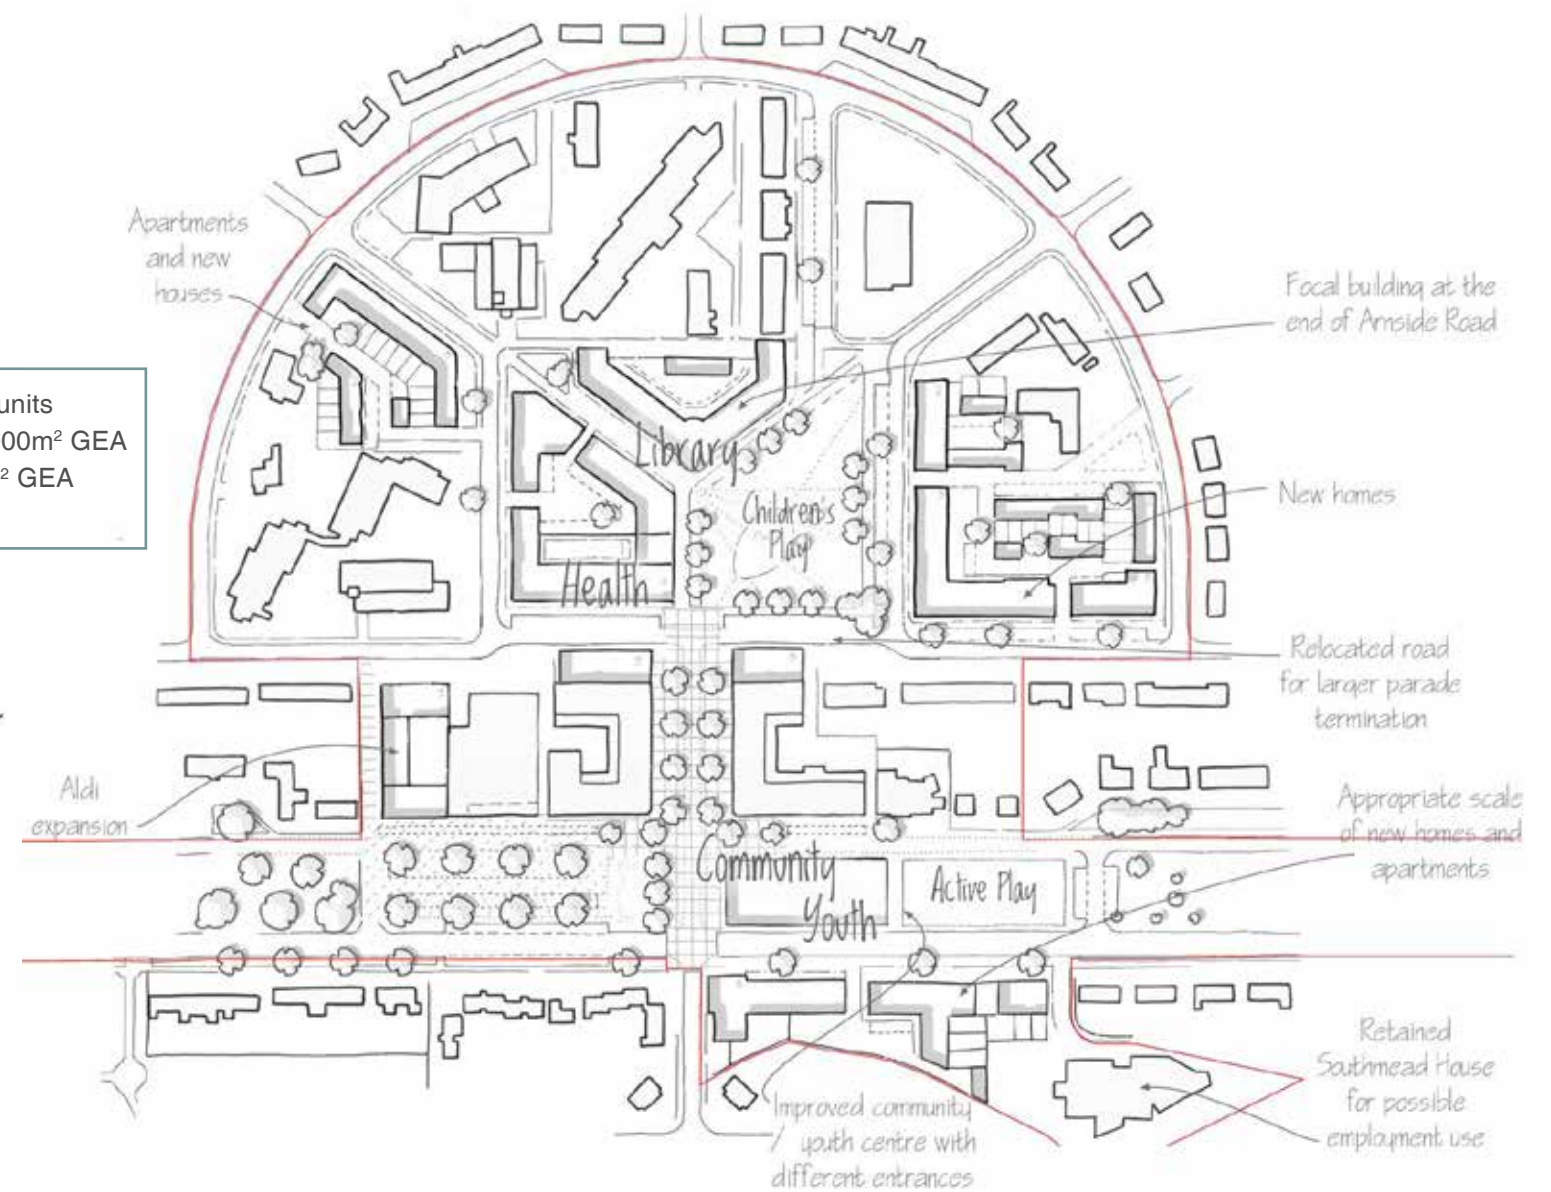 Apartments
and new
houses
Focal building at the
end of Arnside Road
units
00m² GEA
² GEA
Library
Children's
Play
New homes
Health
Relocated road
for larger parade
termination
Aldi
expansion
Appropriate scale
of new homes and
apartments
Community
Youth
Active Play
Retained
Southmead House
for possible
employment use
Improved community
/ youth centre with
different entrances